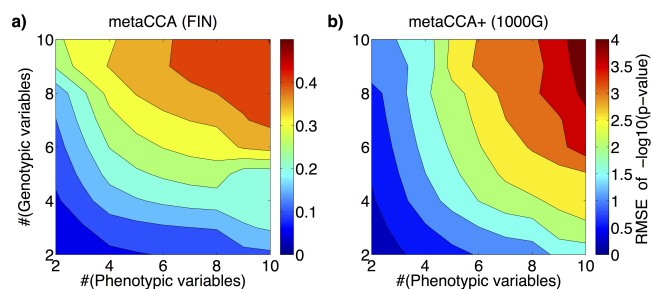 a)
metaCCA (FIN)
10
8
6
4
2
#(Genotypic variables)
2 4 6 8 10
#(Phenotypic variables)
0.4
0.3
0.2
0.1
0
b)
metaCCA+ (1000G)
10
8
6
4
2
2 4 6 8 10
#(Phenotypic variables)
4
3.5
3
2.5
2
1.5
1
0.5
0
RMSE of −log10(p−value)